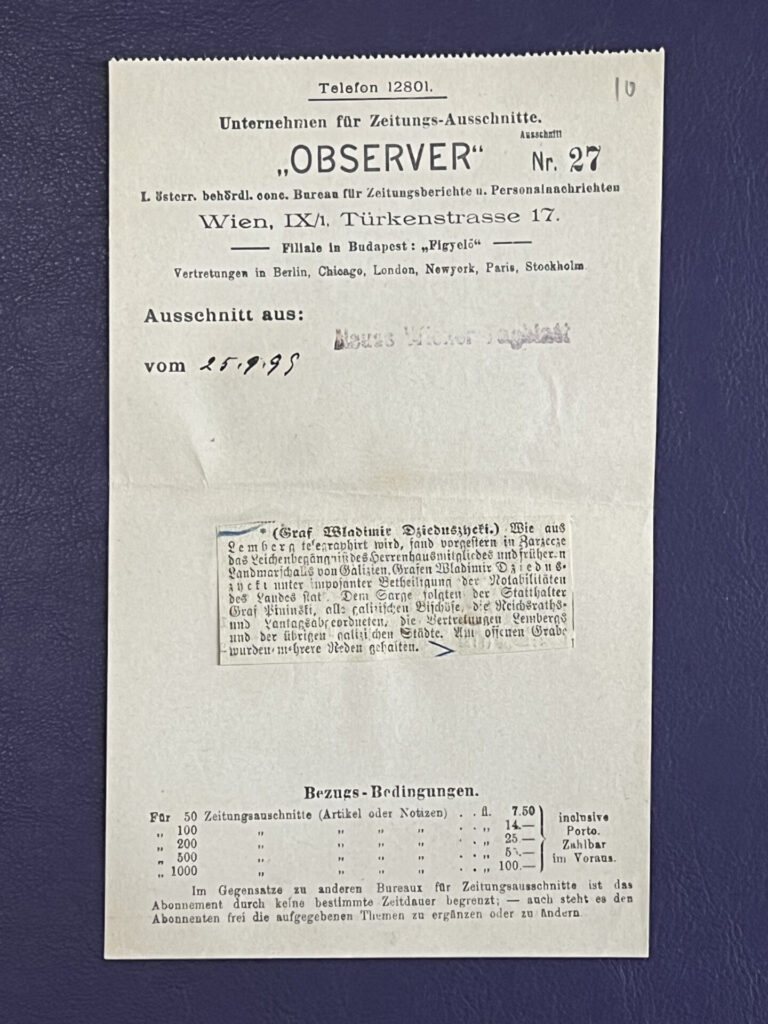 Telefon 12801.
10
Unternehmen für Zeitungs-Ausschnitte.
Ausschnitt
„OBSERVER“ Nr. 27
I. österr. behördl. conc. Bureau für Zeitungsberichte u. Personalnachrichten
Wien, IX/1, Türkenstrasse 17.
Filiale in Budapest: „Figyelő“
Vertretungen in Berlin, Chicago, London, Newyork, Paris, Stockholm.
Ausschnitt aus:
vom 25.9.99
* (Graf Wladimir Dzieduszycki.) Wie aus
Lemberg telegraphirt wird, fand vorgestern in Zarzecze
das Leichenbegängniß des Herrenhausmitgliedes und früheren
Landmarschalls von Galizien, Grafen Wladimir Dziedus-
zycki unter imposanter Betheiligung der Notabilitäten
des Landes statt. Dem Sarge folgten der Statthalter
Graf Pininski, alle galizischen Bischöfe, die Reichsraths-
und Landtagsabgeordneten, die Vertretungen Lembergs
und der übrigen galizischen Städte. Am offenen Grabe
wurden mehrere Reden gehalten.
Bezugs-Bedingungen.
Für 50 Zeitungsauschnitte (Artikel oder Notizen) . . fl. 7.50
„ 100 „ „ „ „ . . „ 14.—
„ 200 „ „ „ „ . . „ 25.—
„ 500 „ „ „ „ . . „
„ 1000 „ „ „ „ . . „ 100.—
inclusive
Porto.
Zahlbar
im Voraus.
Im Gegensatze zu anderen Bureaux für Zeitungsausschnitte ist das
Abonnement durch keine bestimmte Zeitdauer begrenzt; — auch steht es den
Abonnenten frei die aufgegebenen Themen zu ergänzen oder zu ändern.